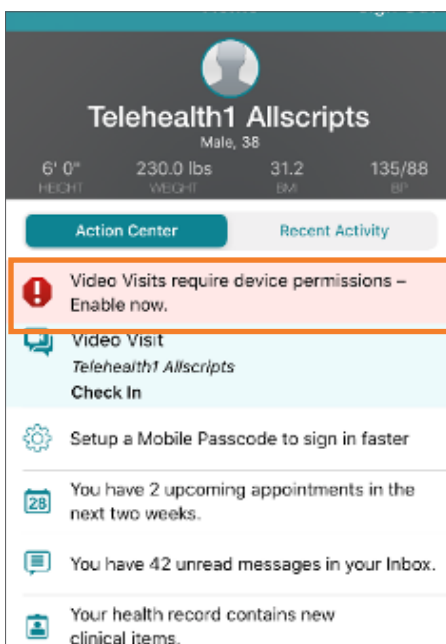 Telehealth1 Allscripts
Male, 38
6' 0" 230.0 lbs 31.2 135/88
HEIGHT WEIGHT BMI BP
Action Center Recent Activity
Video Visits require device permissions –
Enable now.
Video Visit
Telehealth1 Allscripts
Check In
Setup a Mobile Passcode to sign in faster
28
You have 2 upcoming appointments in the
next two weeks.
You have 42 unread messages in your Inbox.
Your health record contains new
clinical items.